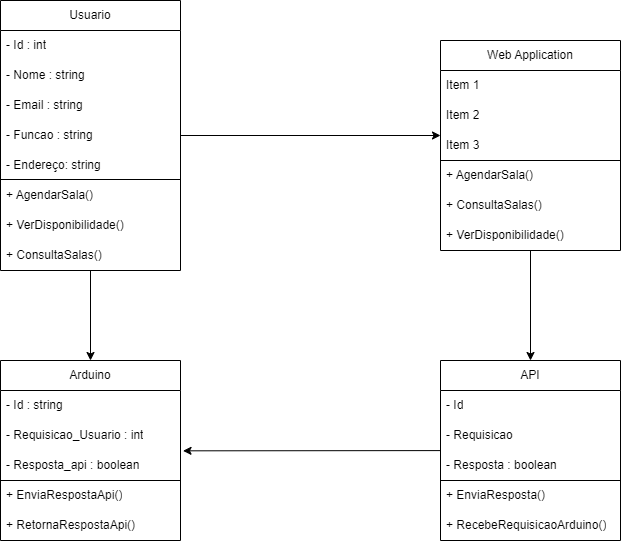 Usuario
- Id : int
- Nome : string
- Email : string
- Funcao : string
- Endereço: string
+ AgendarSala()
+ VerDisponibilidade()
+ ConsultaSalas()
Web Application
Item 1
Item 2
Item 3
+ AgendarSala()
+ ConsultaSalas()
+ VerDisponibilidade()
Arduino
- Id : string
- Requisicao_Usuario : int
- Resposta_api : boolean
+ EnviaRespostaApi()
+ RetornaRespostaApi()
API
- Id
- Requisicao
- Resposta : boolean
+ EnviaResposta()
+ RecebeRequisicaoArduino()